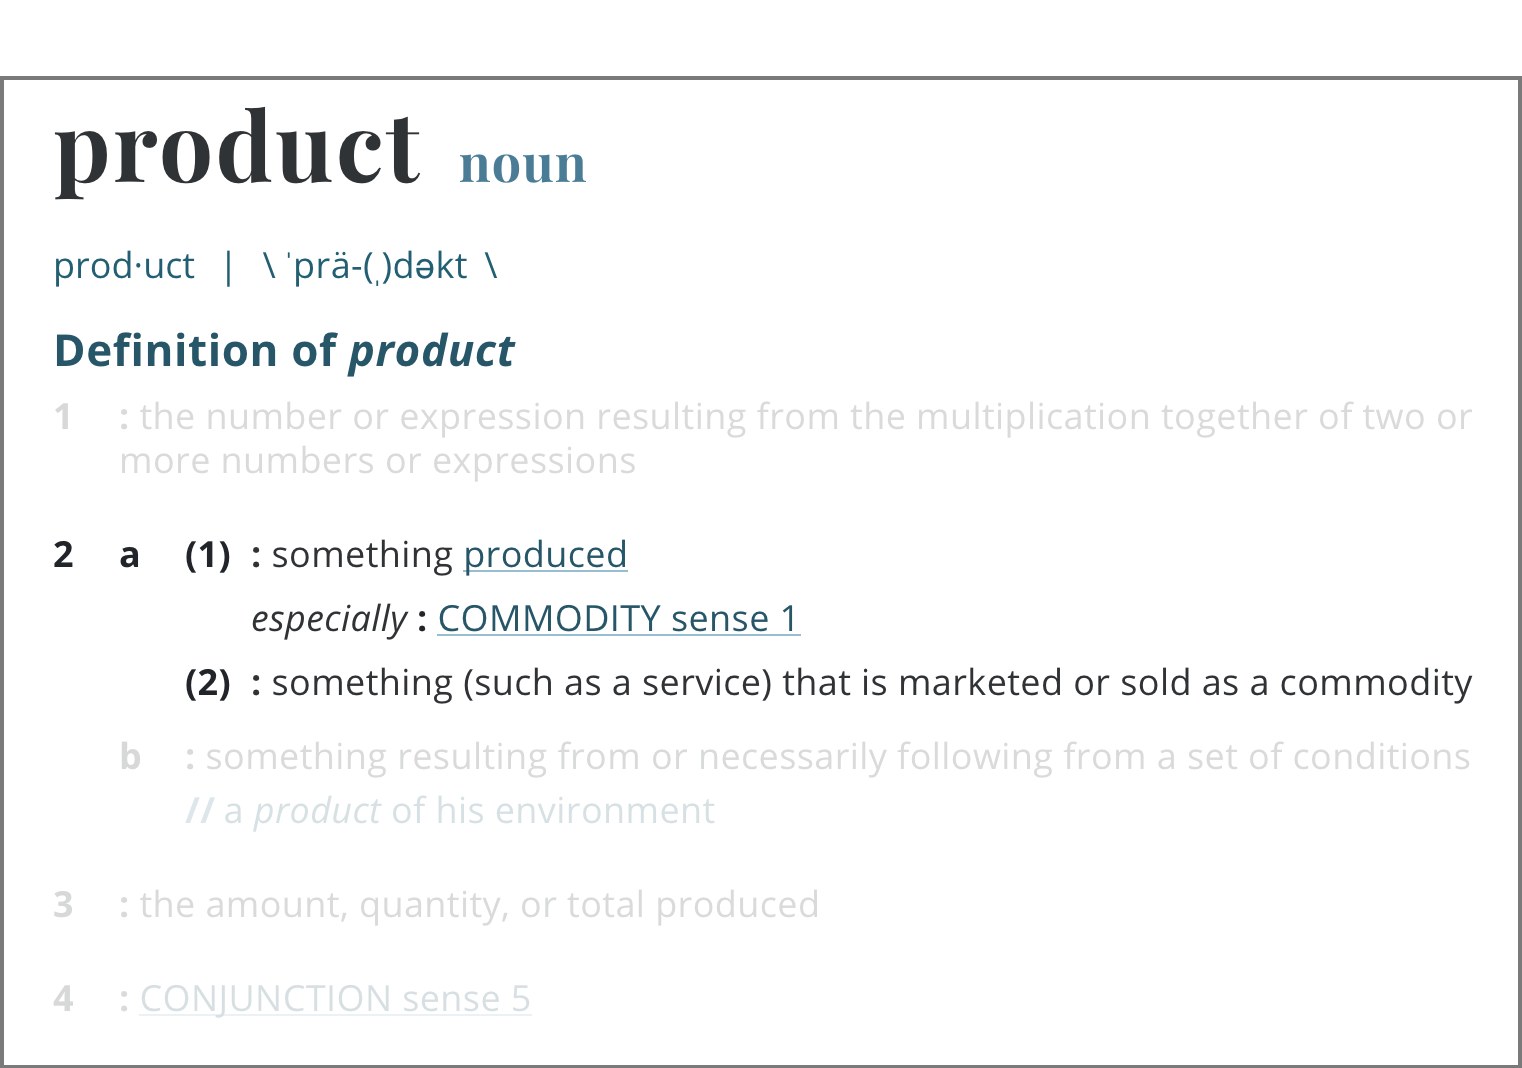 product noun
prod·uct | \ ˈprä-(ˌ)dəkt \
Definition of product
1 : the number or expression resulting from the multiplication together of two or
more numbers or expressions
2 a (1) : something produced
especially : COMMODITY sense 1
(2) : something (such as a service) that is marketed or sold as a commodity
b : something resulting from or necessarily following from a set of conditions
// a product of his environment
3 : the amount, quantity, or total produced
4 : CONJUNCTION sense 5